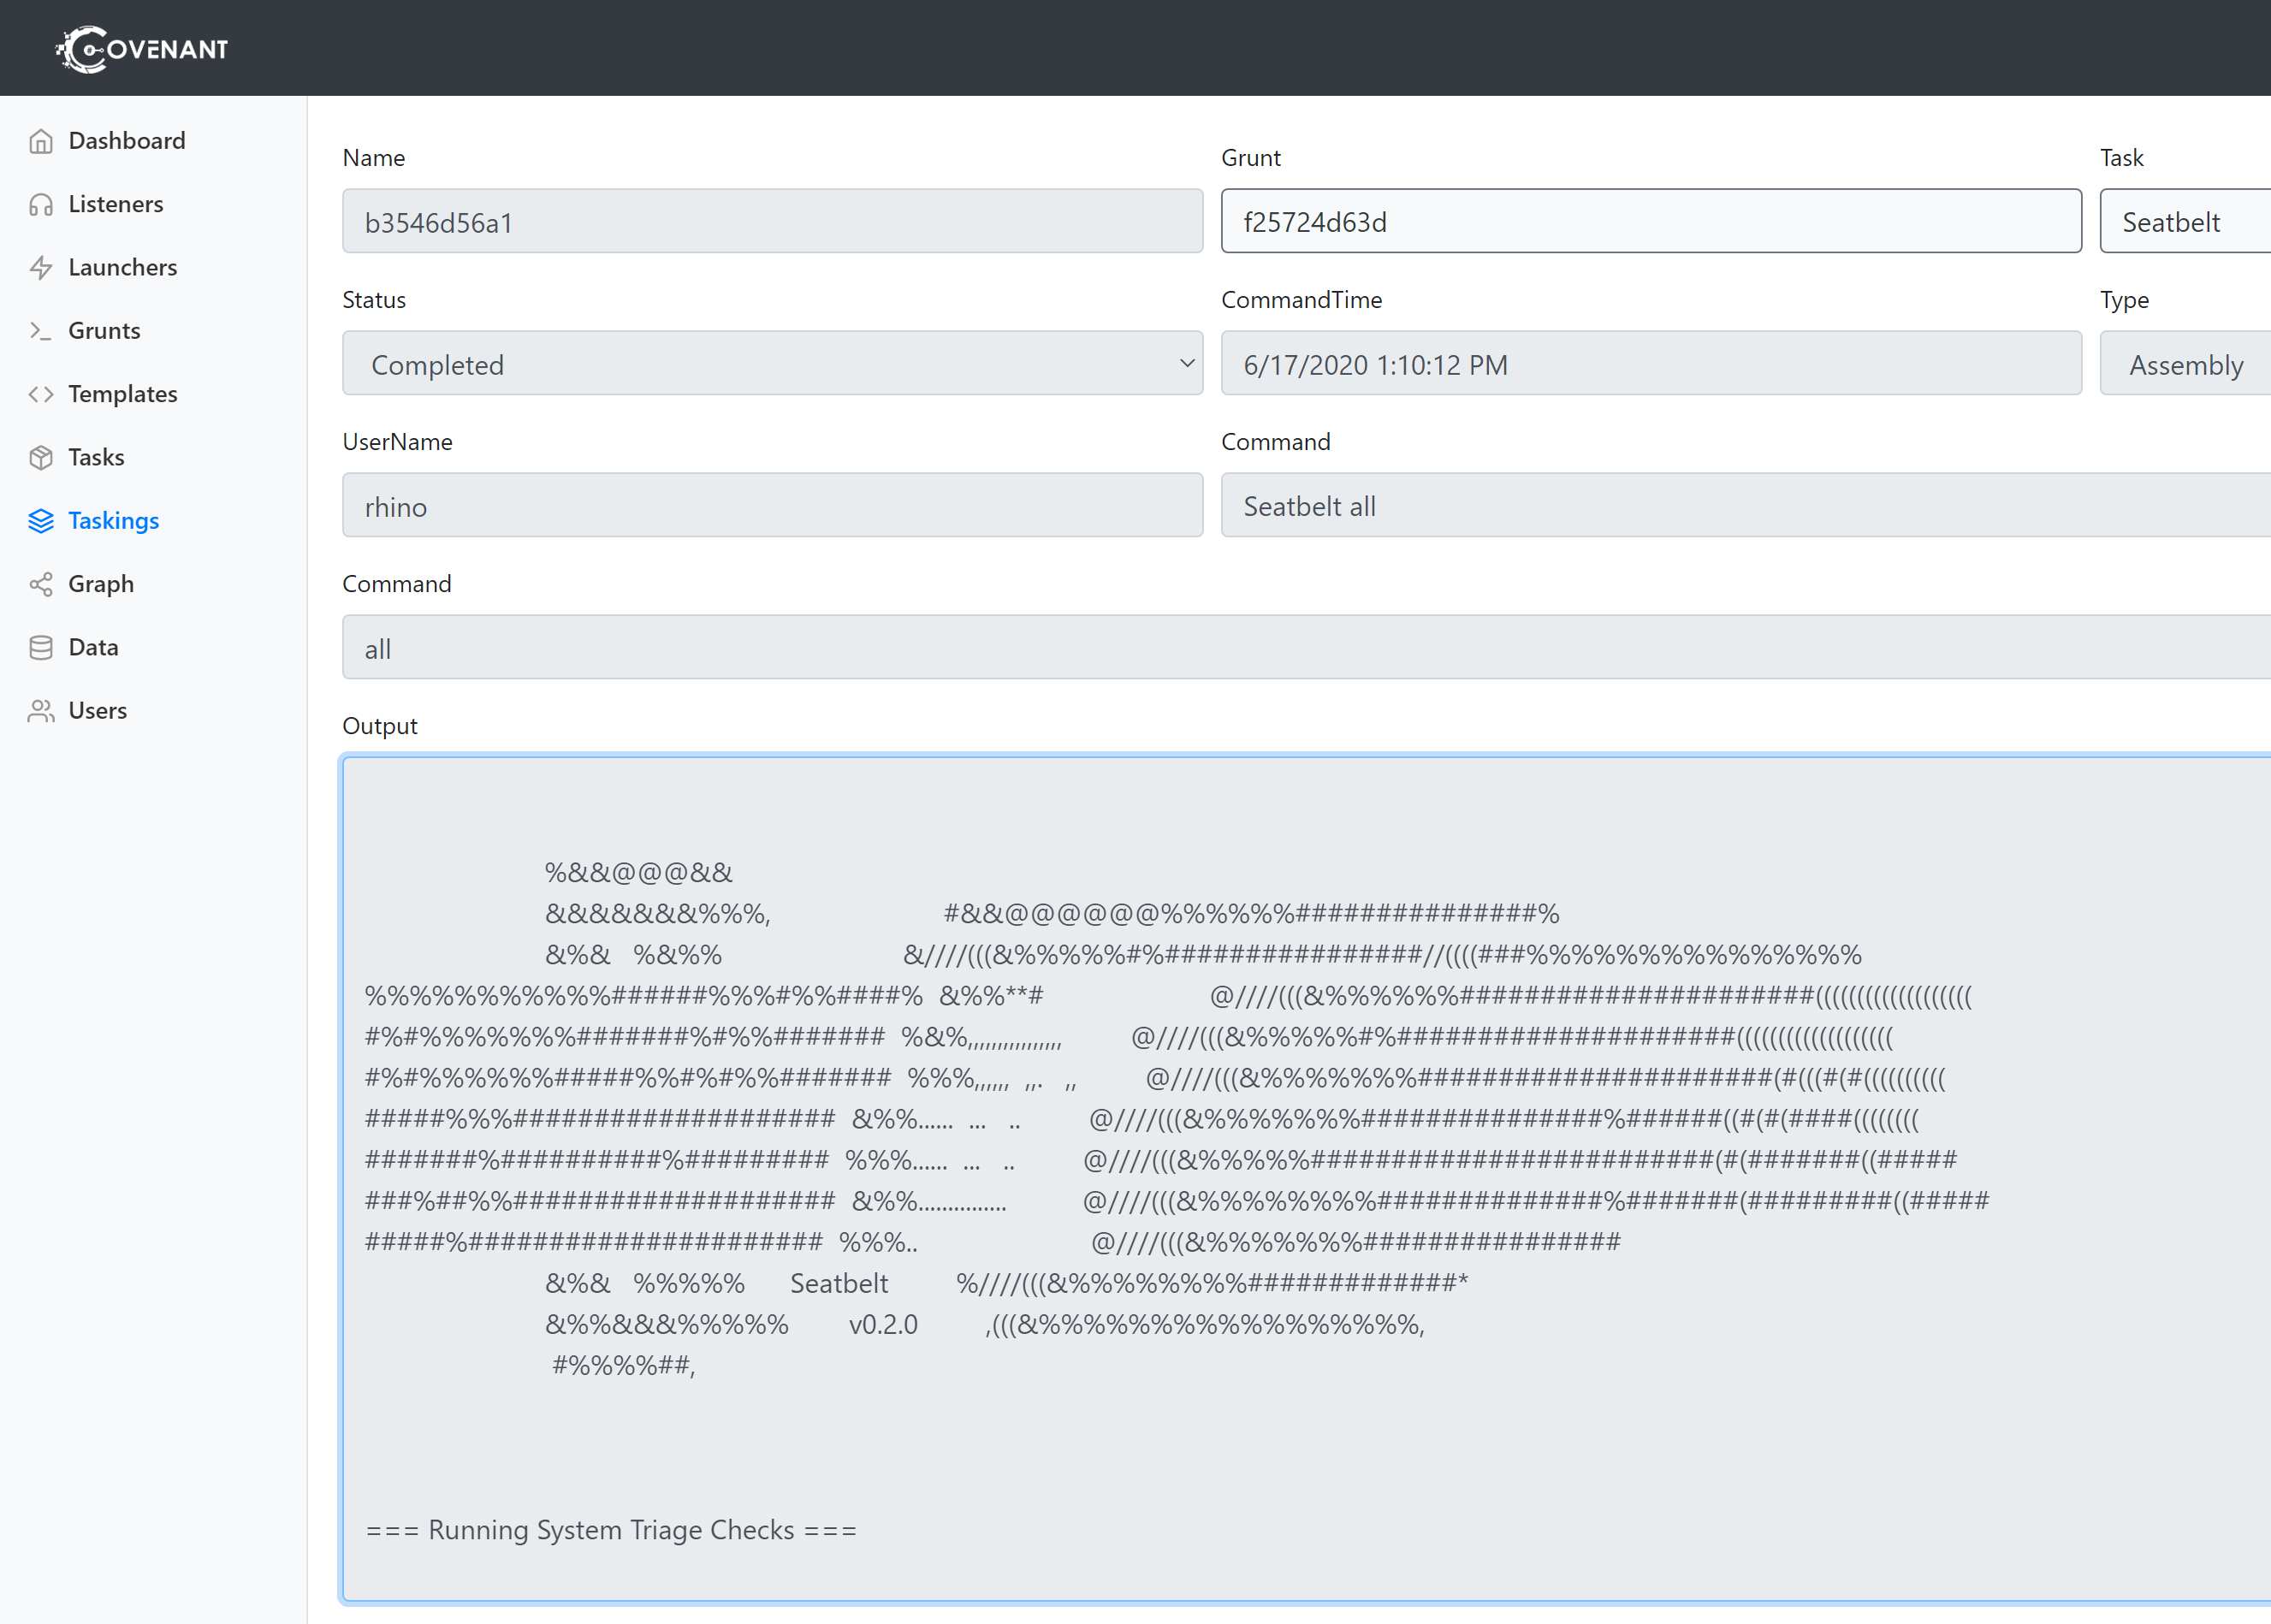 COVENANT
Dashboard
Listeners
Launchers
Grunts
Templates
Tasks
Taskings
Graph
Data
Users
Name
Grunt
Task
b3546d56a1
f25724d63d
Seatbelt
Status
CommandTime
Type
Completed
6/17/2020 1:10:12 PM
Assembly
UserName
Command
rhino
Seatbelt all
Command
all
Output
%&&@@@&&
&&&&&&&%%%, #&&@@@@@@%%%%%%###############%
&%& %&%% &////(((&%%%%%#%################//((((###%%%%%%%%%%%%%%%
%%%%%%%%%%%######%%%#%%####% &%%**# @////(((&%%%%%%######################(((((((((((((((((((
#%#%%%%%%%#######%#%%####### %&%,,,,,,,,,,,,,,,, @////(((&%%%%%#%#####################(((((((((((((((((((
#%#%%%%%%#####%%#%#%%####### %%%,,,,,, ,,. ,, @////(((&%%%%%%%######################(#(((#(#((((((((((
#####%%%#################### &%%...... ... .. @////(((&%%%%%%%###############%######((#(#(####((((((((
#######%##########%######### %%%...... ... .. @////(((&%%%%%#########################(#(#######((#####
###%##%%#################### &%%............... @////(((&%%%%%%%%##############%#######(#########((#####
#####%###################### %%%.. @////(((&%%%%%%%################
&%& %%%%% Seatbelt %////(((&%%%%%%%%#############*
&%%&&&%%%%% v0.2.0 ,(((&%%%%%%%%%%%%%%%%%,
#%%%%##,
=== Running System Triage Checks ===